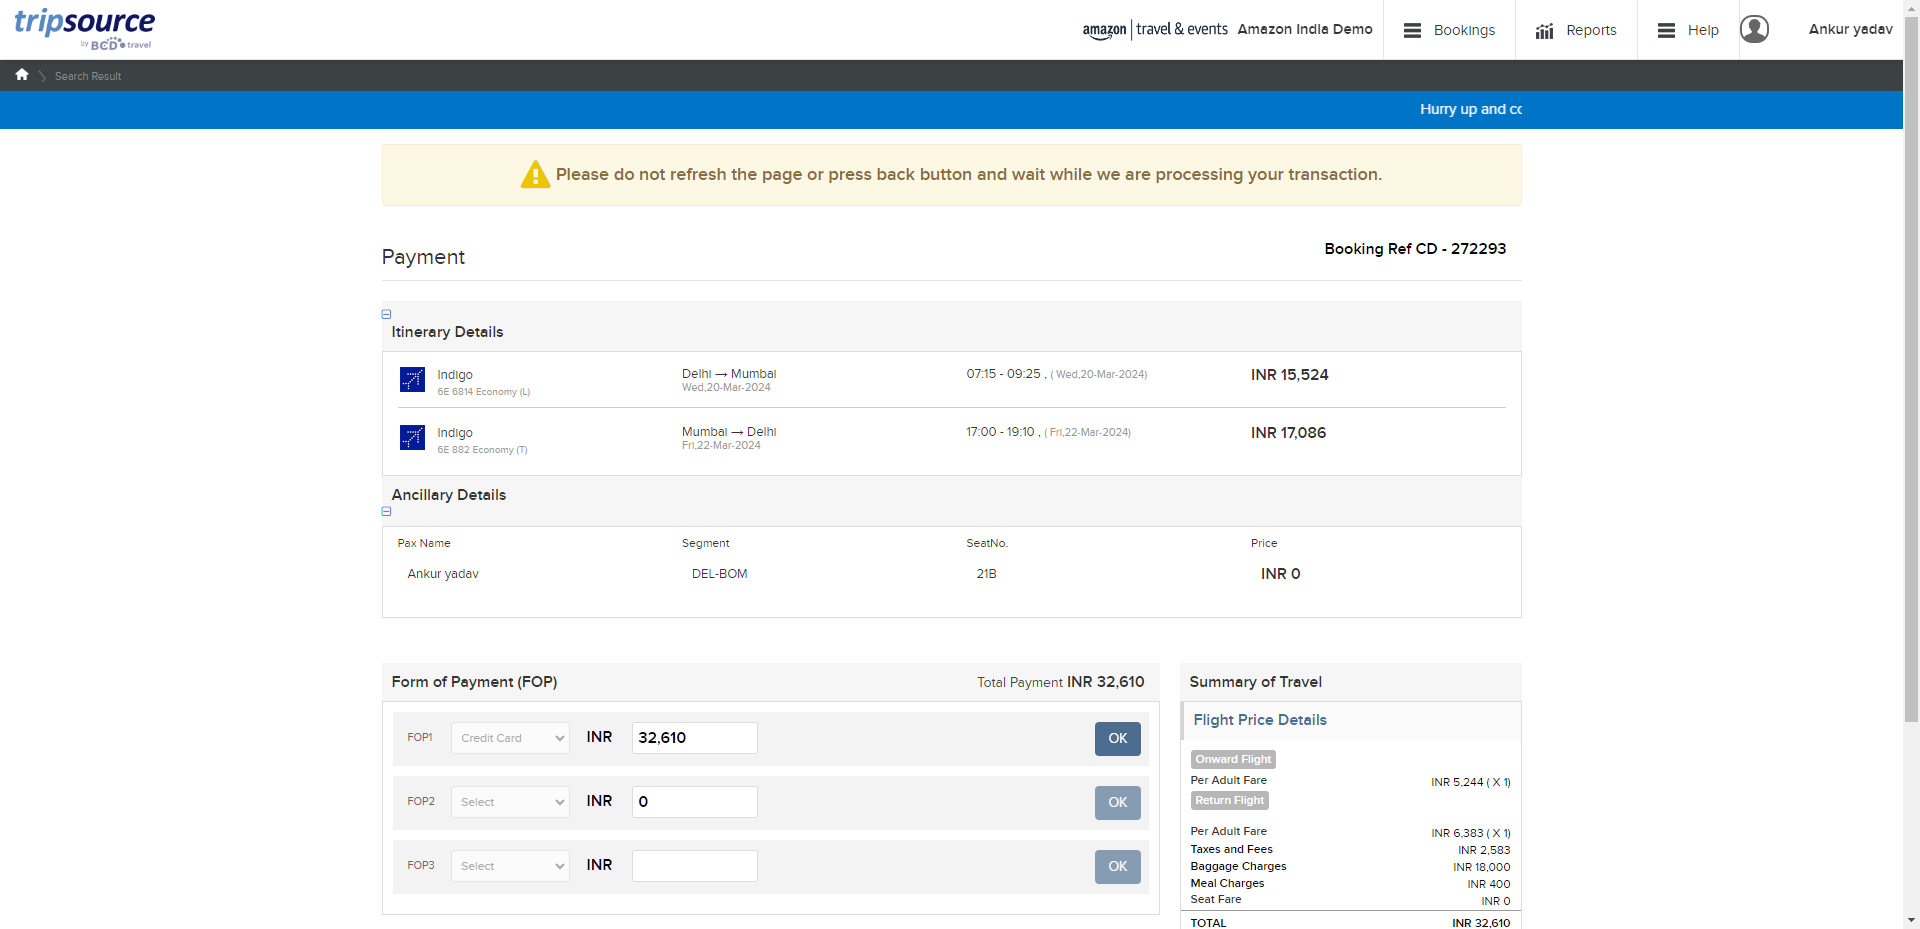 tripsource
by BCD travel
amazon | travel & events Amazon India Demo
Bookings
Reports
Help
Ankur yadav
Search Result
Hurry up and co
Please do not refresh the page or press back button and wait while we are processing your transaction.
Payment
Booking Ref CD - 272293
Itinerary Details
Indigo
6E 6814 Economy (L)
Delhi → Mumbai
Wed,20-Mar-2024
07:15 - 09:25 , ( Wed,20-Mar-2024)
INR 15,524
Indigo
6E 882 Economy (T)
Mumbai → Delhi
Fri,22-Mar-2024
17:00 - 19:10 , ( Fri,22-Mar-2024)
INR 17,086
Ancillary Details
Pax Name Segment SeatNo. Price
Ankur yadav DEL-BOM 21B INR 0
Form of Payment (FOP) Total Payment INR 32,610
FOP1 Credit Card INR 32,610 OK
FOP2 Select INR 0 OK
FOP3 Select INR OK
Summary of Travel
Flight Price Details
Onward Flight
Per Adult Fare INR 5,244 ( X 1)
Return Flight
Per Adult Fare INR 6,383 ( X 1)
Taxes and Fees INR 2,583
Baggage Charges INR 18,000
Meal Charges INR 400
Seat Fare INR 0
TOTAL INR 32,610